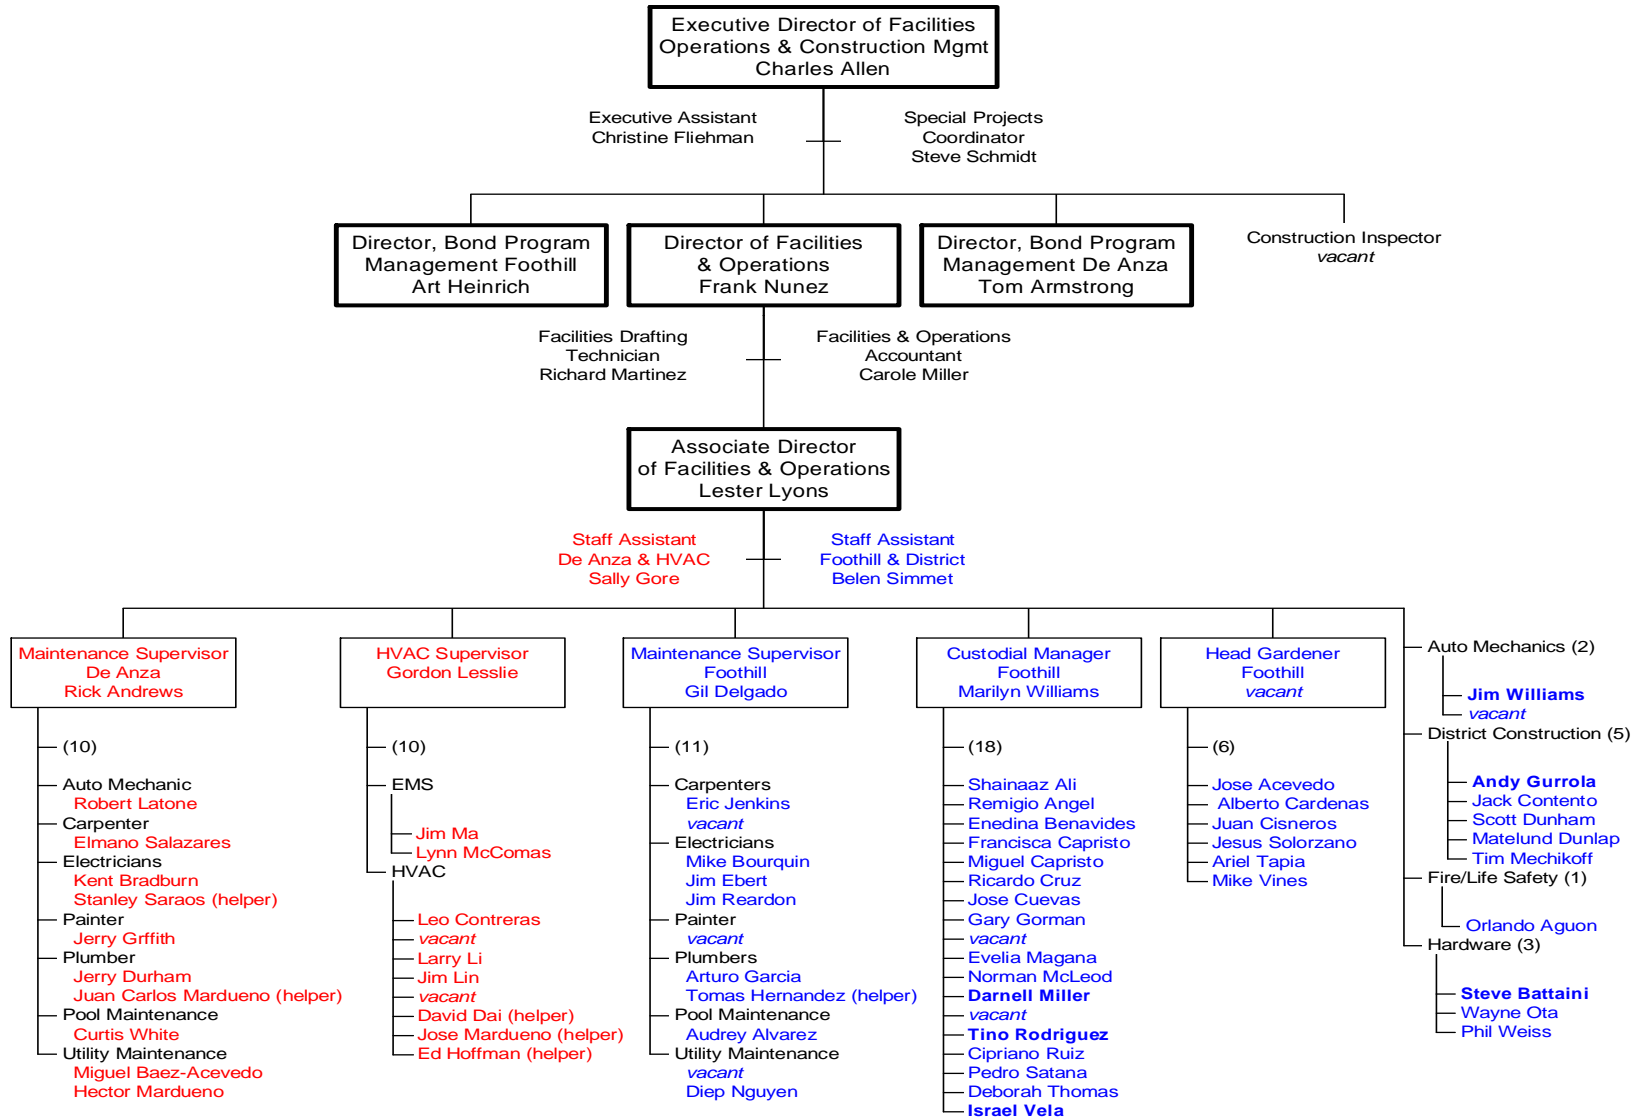 Executive Director of Facilities
Operations & Construction Mgmt
Charles Allen
Executive Assistant
Christine Fliehman
Special Projects
Coordinator
Steve Schmidt
Director, Bond Program
Management Foothill
Art Heinrich
Director of Facilities
& Operations
Frank Nunez
Director, Bond Program
Management De Anza
Tom Armstrong
Construction Inspector
vacant
Facilities Drafting
Technician
Richard Martinez
Facilities & Operations
Accountant
Carole Miller
Associate Director
of Facilities & Operations
Lester Lyons
Staff Assistant
De Anza & HVAC
Sally Gore
Staff Assistant
Foothill & District
Belen Simmet
Maintenance Supervisor
De Anza
Rick Andrews
(10)
Auto Mechanic
Robert Latone
Carpenter
Elmano Salazares
Electricians
Kent Bradburn
Stanley Saraos (helper)
Painter
Jerry Grffith
Plumber
Jerry Durham
Juan Carlos Mardueno (helper)
Pool Maintenance
Curtis White
Utility Maintenance
Miguel Baez-Acevedo
Hector Mardueno
HVAC Supervisor
Gordon Lesslie
(10)
EMS
Jim Ma
Lynn McComas
HVAC
Leo Contreras
vacant
Larry Li
Jim Lin
vacant
David Dai (helper)
Jose Mardueno (helper)
Ed Hoffman (helper)
Maintenance Supervisor
Foothill
Gil Delgado
(11)
Carpenters
Eric Jenkins
vacant
Electricians
Mike Bourquin
Jim Ebert
Jim Reardon
Painter
vacant
Plumbers
Arturo Garcia
Tomas Hernandez (helper)
Pool Maintenance
Audrey Alvarez
Utility Maintenance
vacant
Diep Nguyen
Custodial Manager
Foothill
Marilyn Williams
(18)
Shainaaz Ali
Remigio Angel
Enedina Benavides
Francisca Capristo
Miguel Capristo
Ricardo Cruz
Jose Cuevas
Gary Gorman
vacant
Evelia Magana
Norman McLeod
Darnell Miller
vacant
Tino Rodriguez
Cipriano Ruiz
Pedro Satana
Deborah Thomas
Israel Vela
Head Gardener
Foothill
vacant
(6)
Jose Acevedo
Alberto Cardenas
Juan Cisneros
Jesus Solorzano
Ariel Tapia
Mike Vines
Auto Mechanics (2)
Jim Williams
vacant
District Construction (5)
Andy Gurrola
Jack Contento
Scott Dunham
Matelund Dunlap
Tim Mechikoff
Fire/Life Safety (1)
Orlando Aguon
Hardware (3)
Steve Battaini
Wayne Ota
Phil Weiss